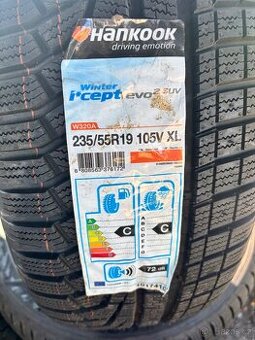 HANKOOK
driving emotion
Winter
i*cept evo2 SUV
W320A
235/55R19 105V XL
C
C
72 dB